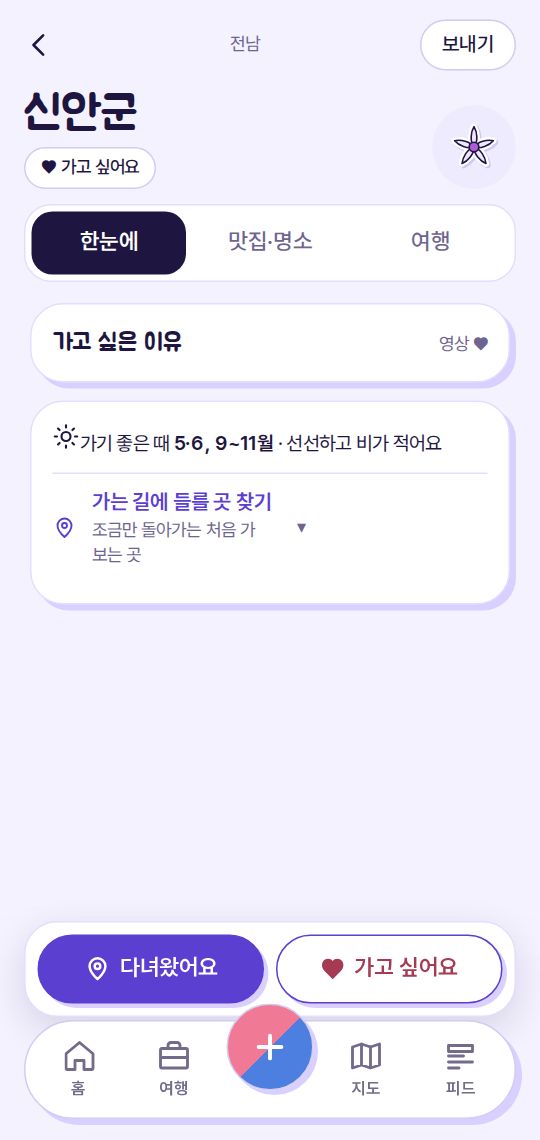 전남
보내기
신안군
가고 싶어요
한눈에
맛집·명소
여행
가고 싶은 이유
영상
가기 좋은 때 5·6, 9~11월 · 선선하고 비가 적어요
가는 길에 들를 곳 찾기
조금만 돌아가는 처음 가
보는 곳
다녀왔어요
가고 싶어요
홈
여행
지도
피드